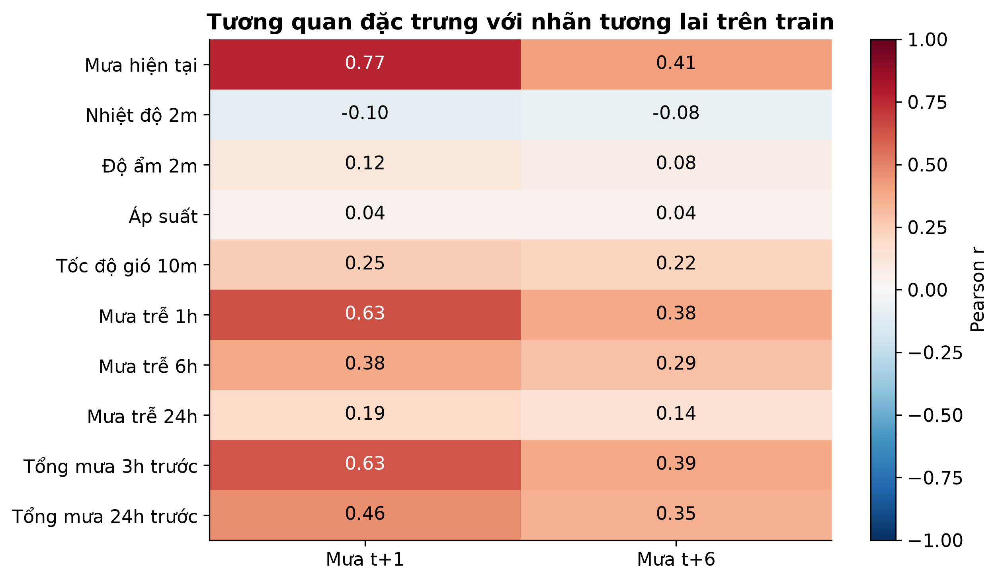 Tương quan đặc trưng với nhãn tương lai trên train
Mưa hiện tại 0.77 0.41
Nhiệt độ 2m -0.10 -0.08
Độ ẩm 2m 0.12 0.08
Áp suất 0.04 0.04
Tốc độ gió 10m 0.25 0.22
Mưa trễ 1h 0.63 0.38
Mưa trễ 6h 0.38 0.29
Mưa trễ 24h 0.19 0.14
Tổng mưa 3h trước 0.63 0.39
Tổng mưa 24h trước 0.46 0.35
Mưa t+1 Mưa t+6
1.00
0.75
0.50
0.25
0.00
−0.25
−0.50
−0.75
−1.00
Pearson r